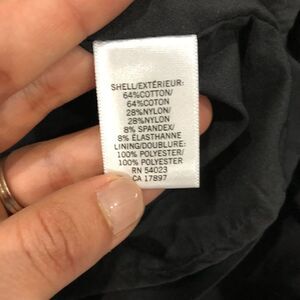 SHELL/EXTÉRIEUR:
64%COTTON/
64%COTON
28%NYLON/
28%NYLON
8% SPANDEX/
8% ÉLASTHANNE
LINING/DOUBLURE:
100% POLYESTER/
100% POLYESTER
RN 54023
CA 17897